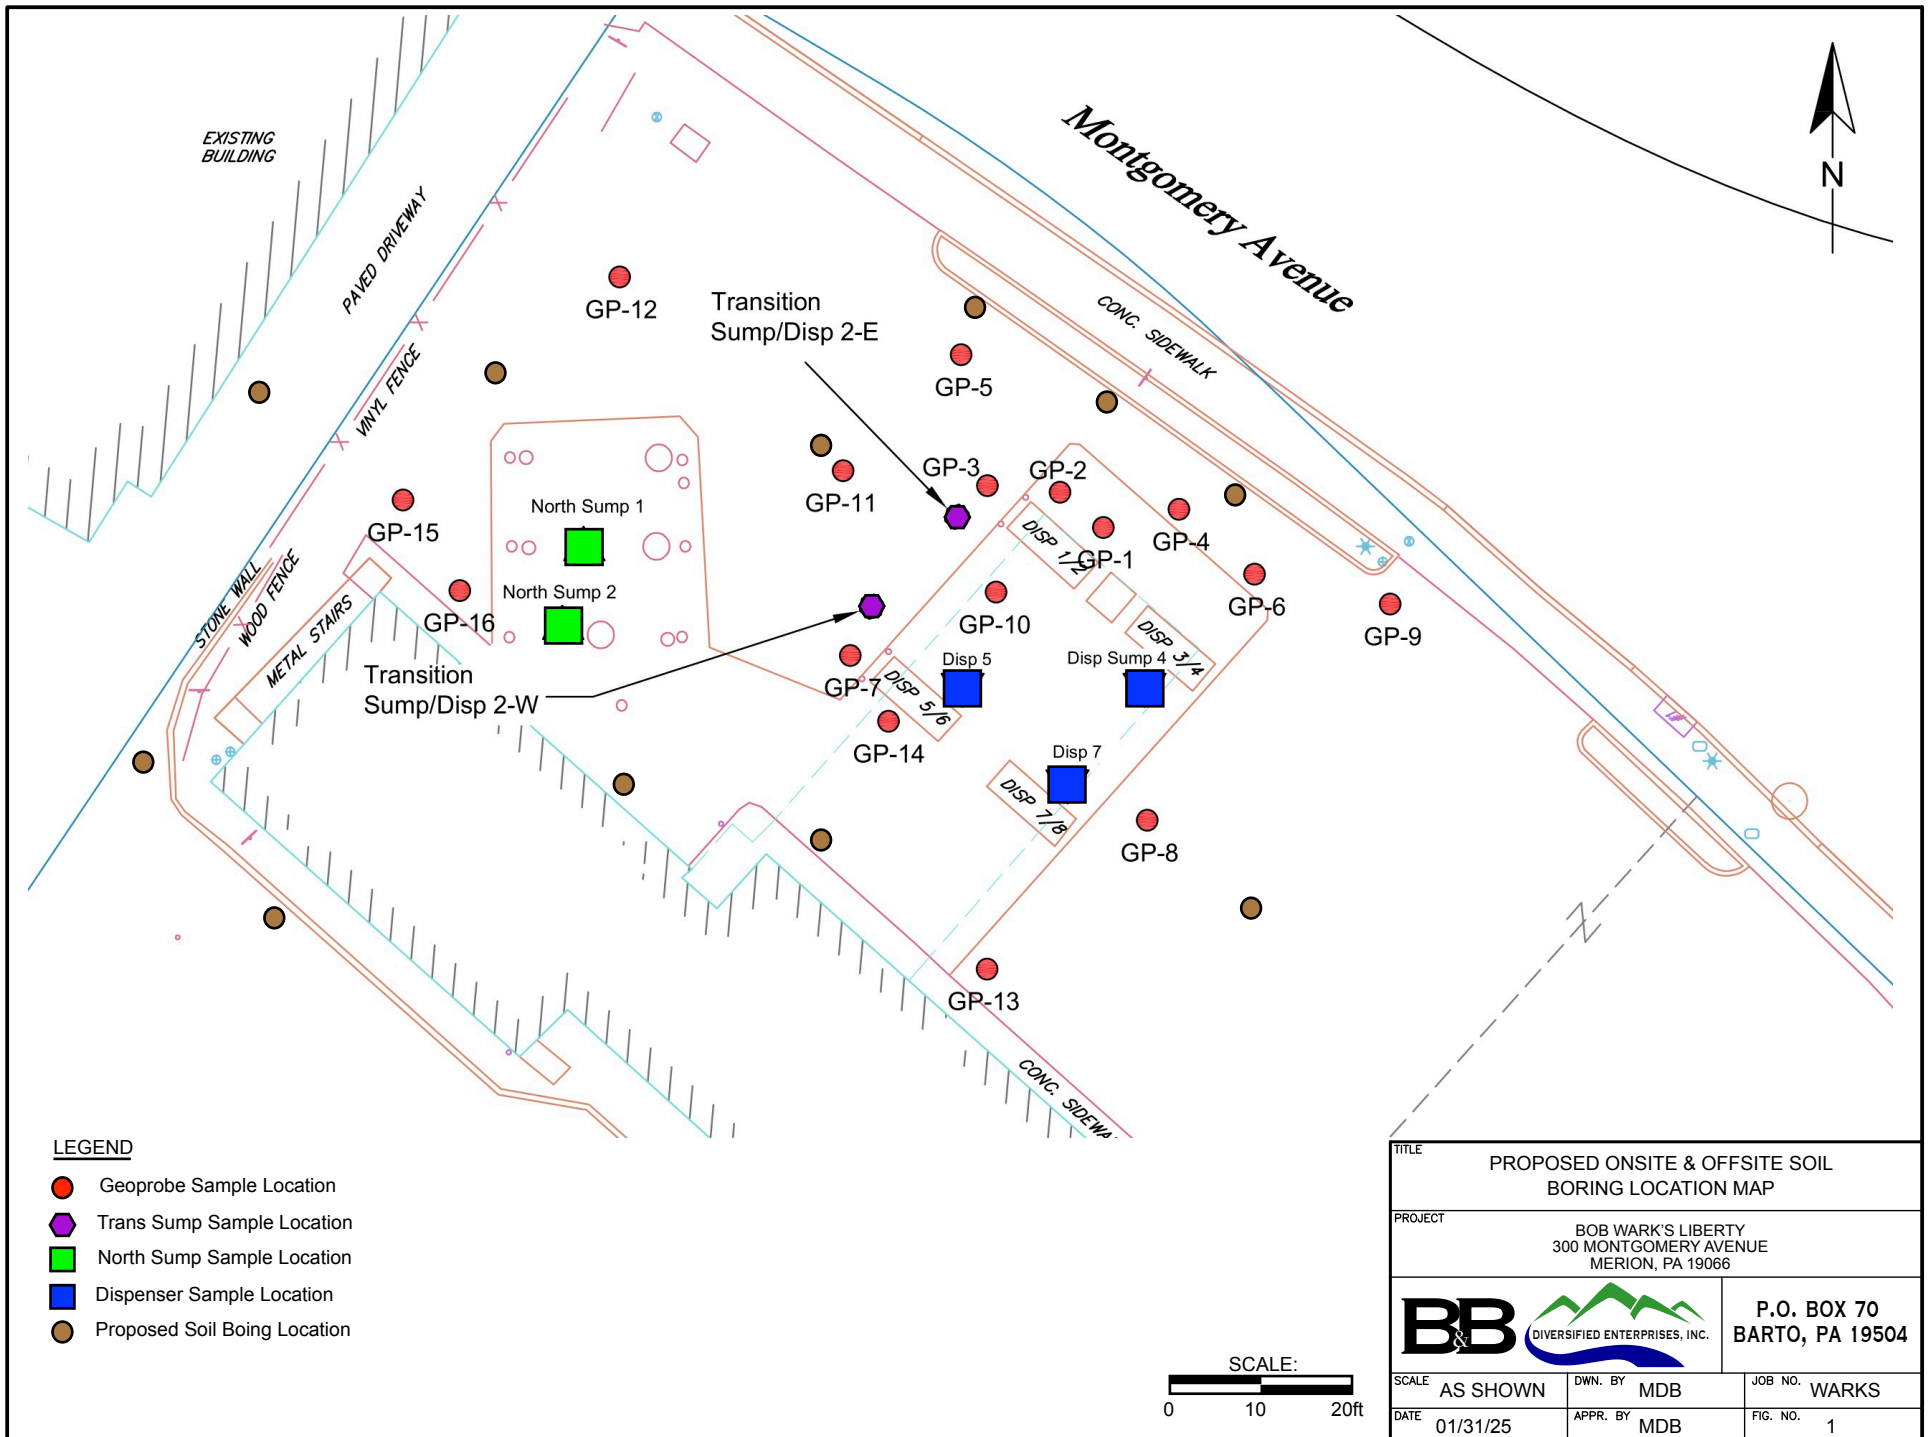 EXISTING
BUILDING
PAVED DRIVEWAY
VINYL FENCE
STONE WALL
WOOD FENCE
METAL STAIRS
Montgomery Avenue
CONC. SIDEWALK
N
GP-12
Transition
Sump/Disp 2-E
GP-5
GP-3
GP-2
GP-11
GP-15
North Sump 1
DISP 1/2
GP-1
GP-4
GP-16
North Sump 2
GP-10
GP-6
GP-9
Transition
Sump/Disp 2-W
GP-7
DISP 5/6
Disp 5
Disp Sump 4
DISP 3/4
GP-14
Disp 7
DISP 7/8
GP-8
GP-13
CONC. SIDEWA
LEGEND
Geoprobe Sample Location
Trans Sump Sample Location
North Sump Sample Location
Dispenser Sample Location
Proposed Soil Boing Location
SCALE:
0 10 20ft
TITLE
PROPOSED ONSITE & OFFSITE SOIL
BORING LOCATION MAP
PROJECT
BOB WARK'S LIBERTY
300 MONTGOMERY AVENUE
MERION, PA 19066
B&B
DIVERSIFIED ENTERPRISES, INC.
P.O. BOX 70
BARTO, PA 19504
SCALE AS SHOWN
DWN. BY MDB
JOB NO. WARKS
DATE 01/31/25
APPR. BY MDB
FIG. NO. 1